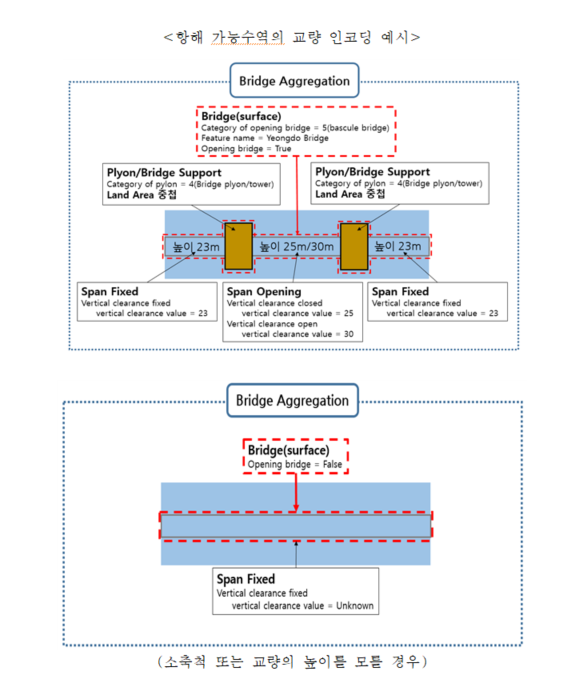 <항해 가능수역의 교량 인코딩 예시>
Bridge Aggregation
Bridge(surface)
Category of opening bridge = 5(bascule bridge)
Feature name = Yeongdo Bridge
Opening bridge = True
Plyon/Bridge Support
Category of pylon = 4(Bridge plyon/tower)
Land Area 중첩
Plyon/Bridge Support
Category of pylon = 4(Bridge plyon/tower)
Land Area 중첩
높이 23m
높이 25m/30m
높이 23m
Span Fixed
Vertical clearance fixed
vertical clearance value = 23
Span Opening
Vertical clearance closed
vertical clearance value = 25
Vertical clearance open
vertical clearance value = 30
Span Fixed
Vertical clearance fixed
vertical clearance value = 23
Bridge Aggregation
Bridge(surface)
Opening bridge = False
Span Fixed
Vertical clearance fixed
vertical clearance value = Unknown
(소축척 또는 교량의 높이를 모를 경우)